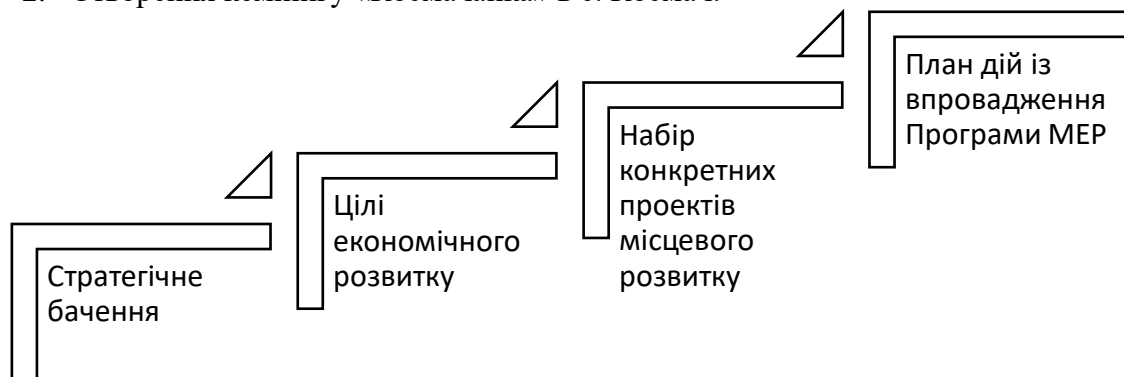 Стратегічне
бачення
Цілі
економічного
розвитку
Набір
конкретних
проектів
місцевого
розвитку
План дій із
впровадження
Програми МЕР